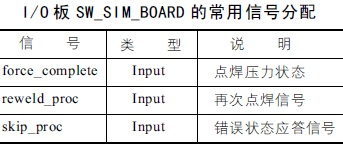 I/O 板 SW_SIM_BOARD 的常用信号分配
信 号 类 型 说 明
force_complete Input 点焊压力状态
reweld_proc Input 再次点焊信号
skip_proc Input 错误状态应答信号